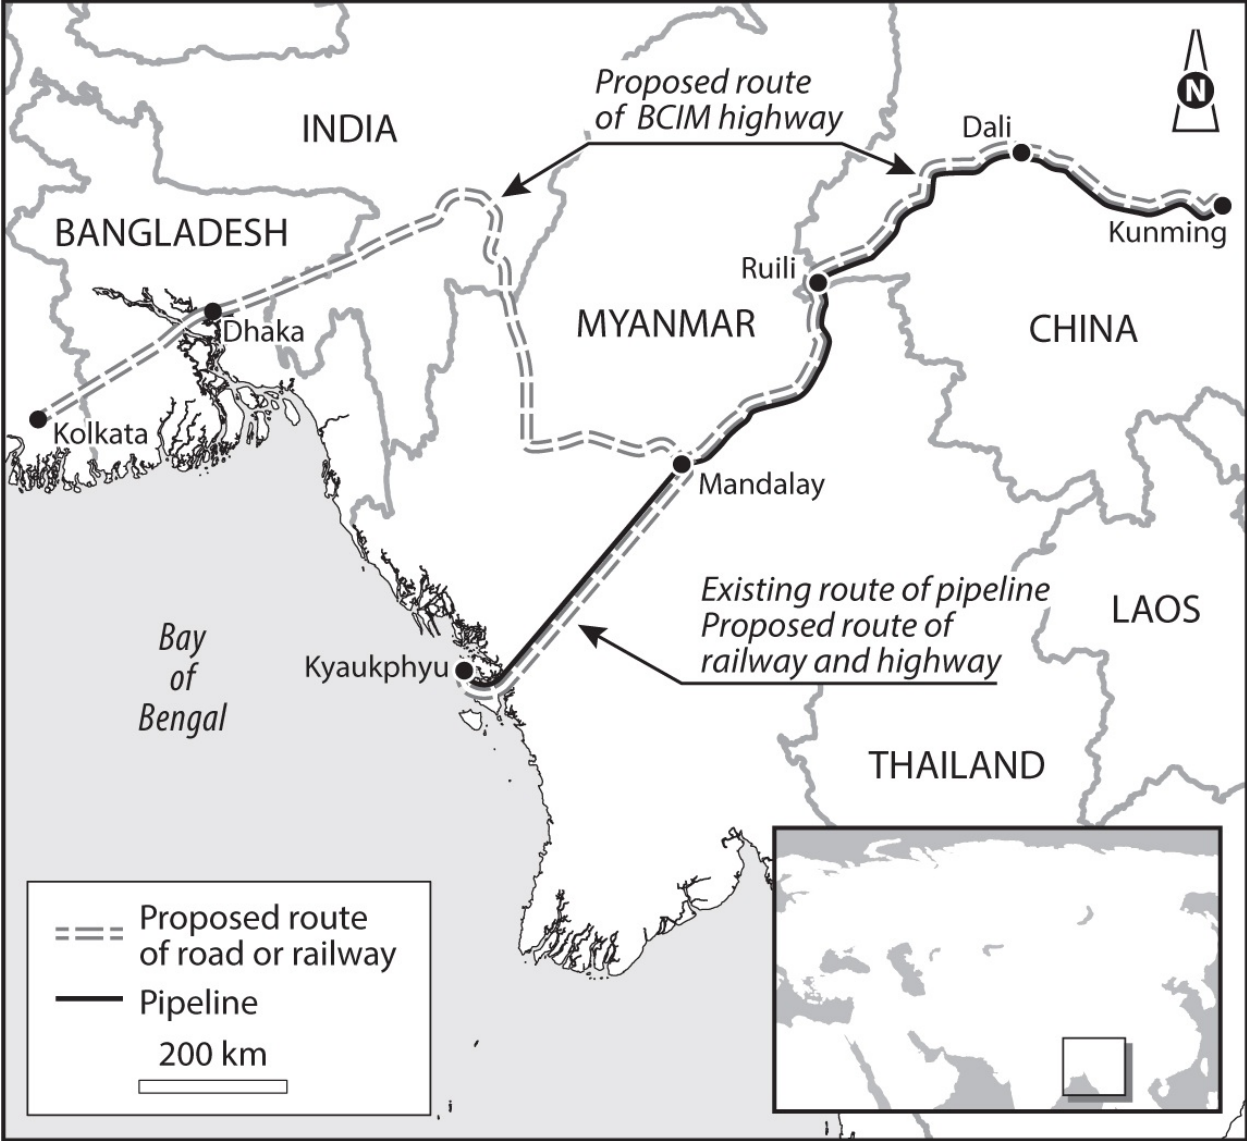 Proposed route
of BCIM highway
N
INDIA
Dali
BANGLADESH
Kunming
Ruili
Dhaka
MYANMAR
CHINA
Kolkata
Mandalay
Existing route of pipeline
Proposed route of
railway and highway
LAOS
Bay
of
Bengal
Kyaukphyu
THAILAND
Proposed route
of road or railway
Pipeline
200 km